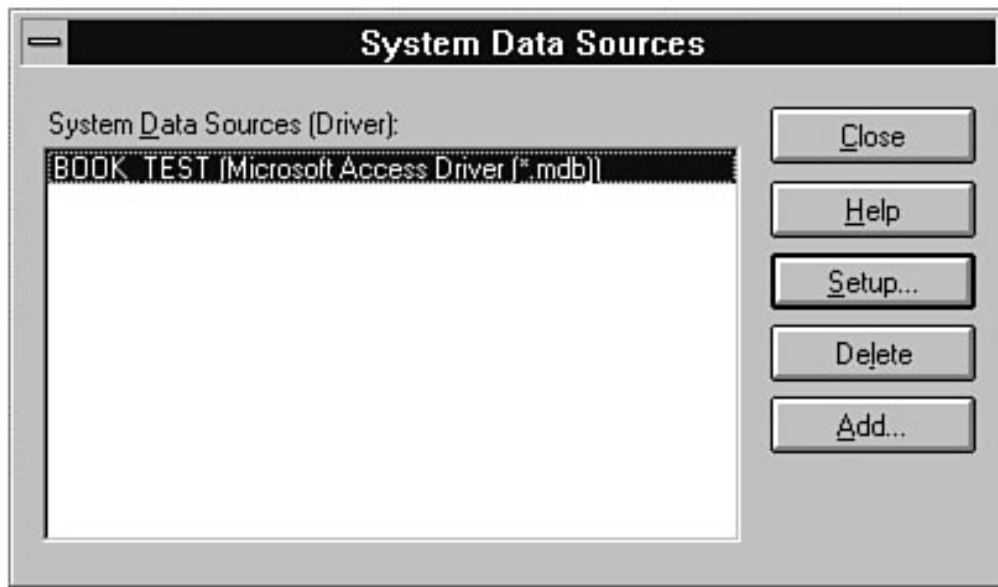 System Data Sources
System Data Sources (Driver):
BOOK_TEST (Microsoft Access Driver (*.mdb))
Close
Help
Setup...
Delete
Add...